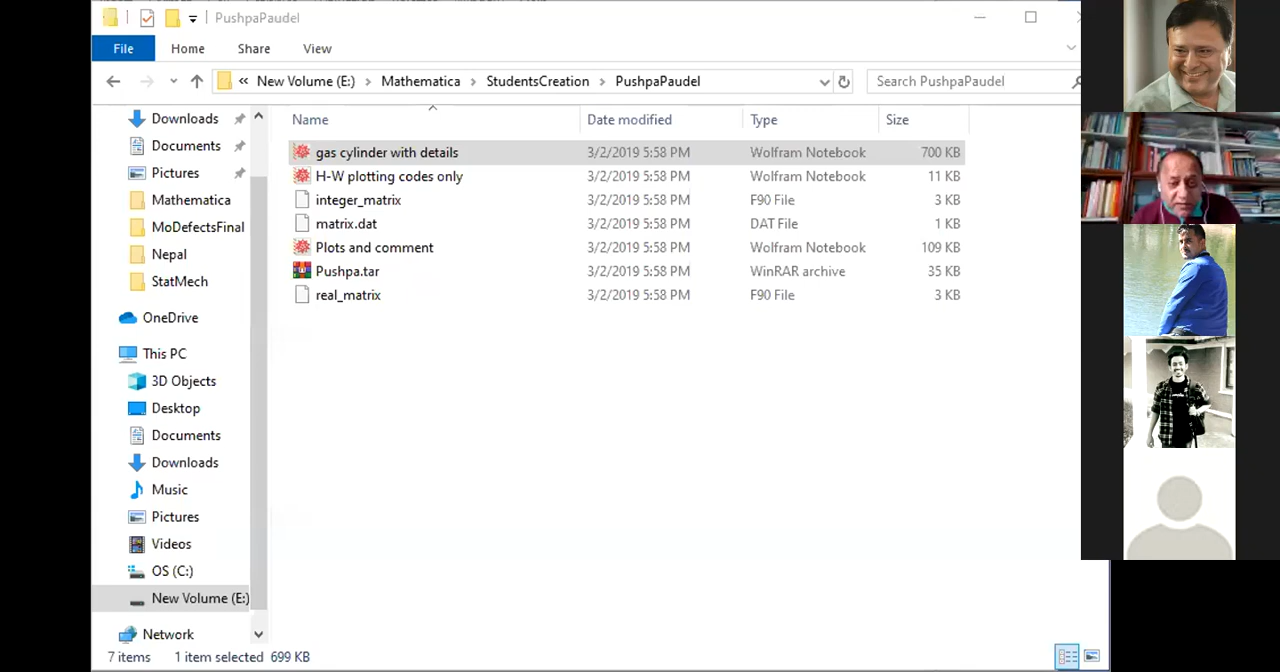 PushpaPaudel
File Home Share View
« New Volume (E:) > Mathematica > StudentsCreation > PushpaPaudel
Search PushpaPaudel
Name Date modified Type Size
Downloads
Documents
Pictures
Mathematica
MoDefectsFinal
Nepal
StatMech
OneDrive
This PC
3D Objects
Desktop
Documents
Downloads
Music
Pictures
Videos
OS (C:)
New Volume (E:)
Network
gas cylinder with details 3/2/2019 5:58 PM Wolfram Notebook 700 KB
H-W plotting codes only 3/2/2019 5:58 PM Wolfram Notebook 11 KB
integer_matrix 3/2/2019 5:58 PM F90 File 3 KB
matrix.dat 3/2/2019 5:58 PM DAT File 1 KB
Plots and comment 3/2/2019 5:58 PM Wolfram Notebook 109 KB
Pushpa.tar 3/2/2019 5:58 PM WinRAR archive 35 KB
real_matrix 3/2/2019 5:58 PM F90 File 3 KB
7 items 1 item selected 699 KB